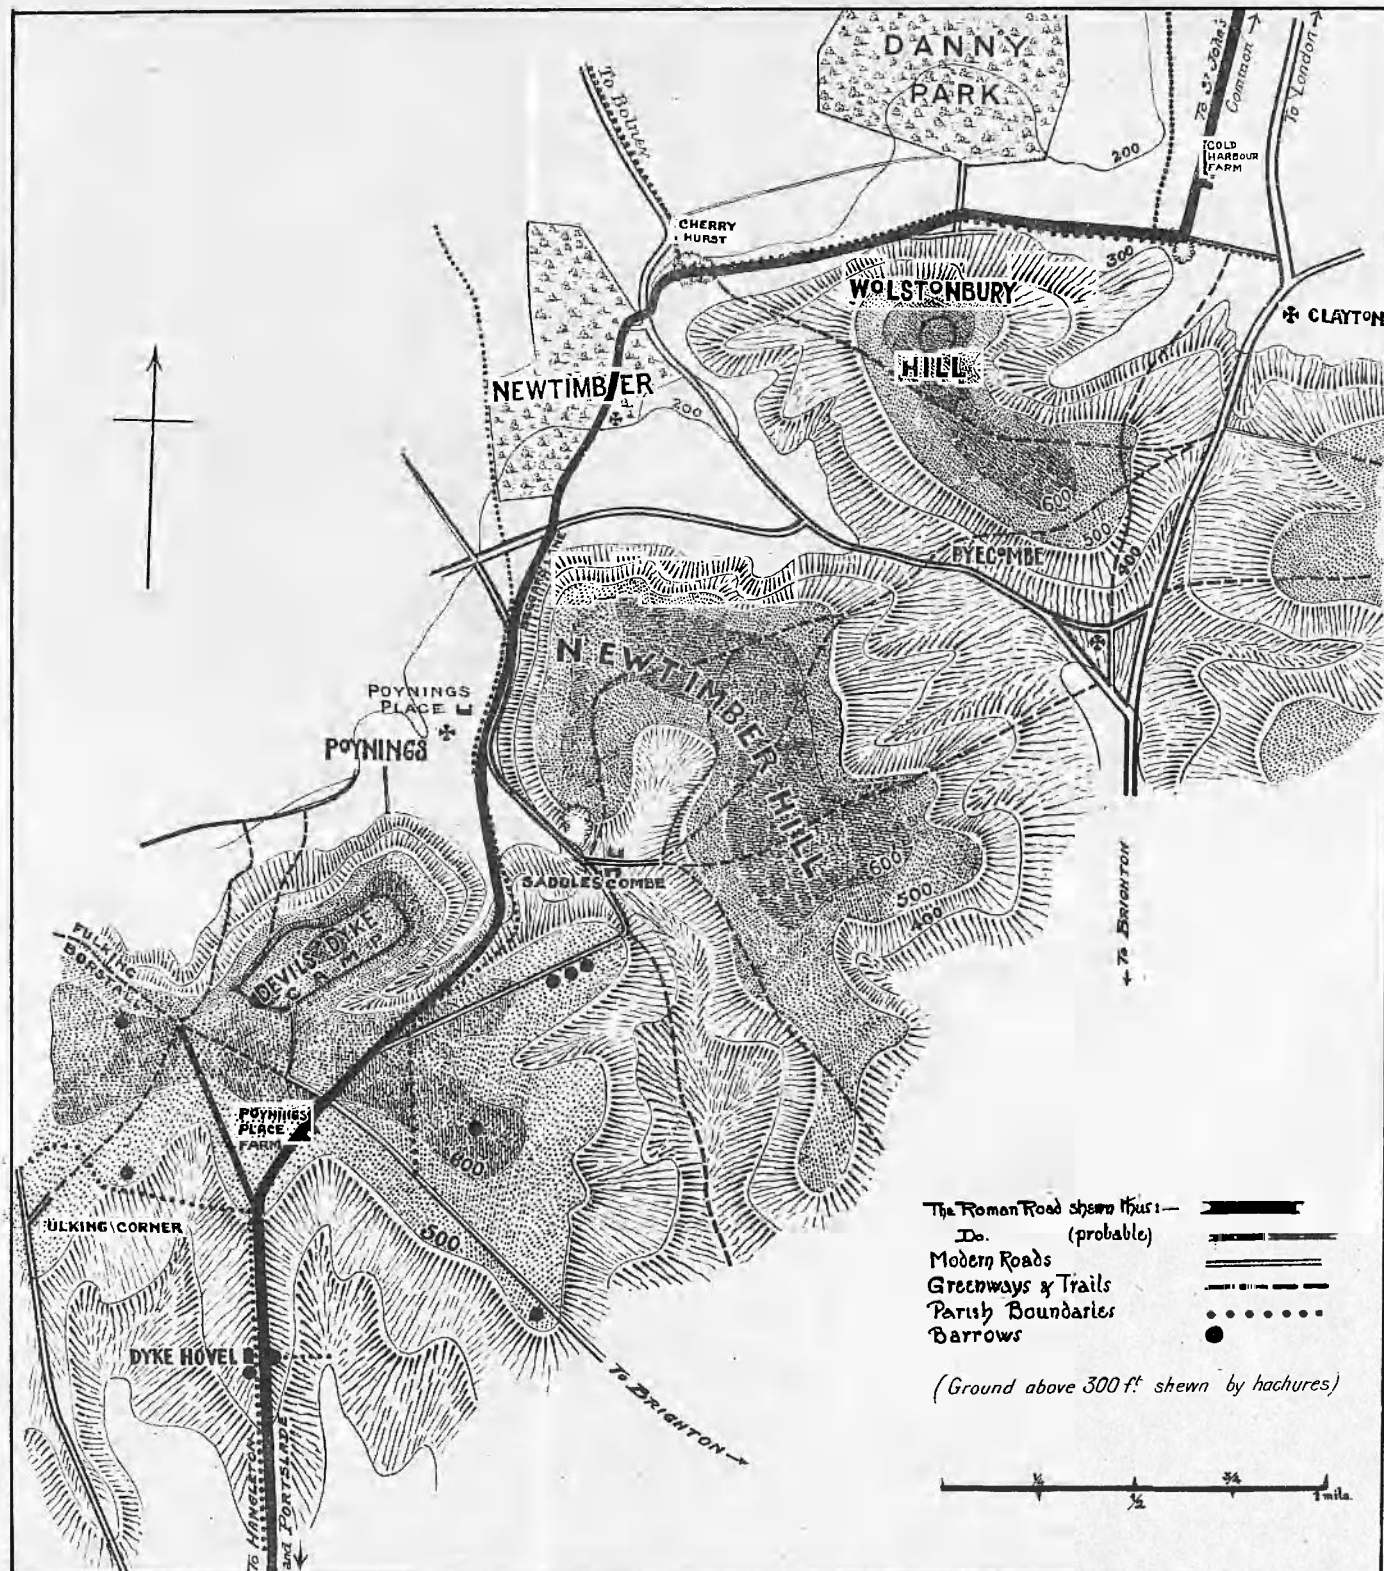 DANNY
PARK
To Bolney
To St John's
Common
To London
COLD
HARBOUR
FARM
200
CHERRY
HURST
300
WOLSTONBURY
HILL
CLAYTON
NEWTIMBER
200
600
500
400
PYECOMBE
NEWTIMBER HILL
POYNINGS
PLACE
POYNINGS
600
500
400
SADDLESCOMBE
To BRIGHTON
FULKING
BORSTALL
DEVILS DYKE
CAMP
POYNINGS
PLACE
FARM
600
500
ULKING CORNER
DYKE HOVEL
To HANGLETON
and PORTSLADE
To BRIGHTON
The Roman Road shewn thus:—
Do. (probable)
Modern Roads
Greenways & Trails
Parish Boundaries
Barrows
(Ground above 300 ft. shewn by hachures)
¼ ½ ¾ 1 mile.